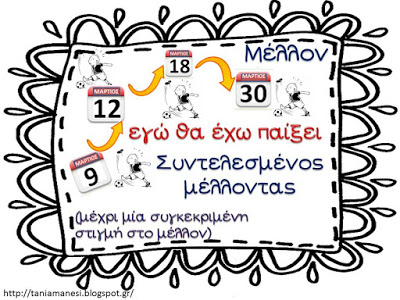 Μέλλον
ΜΑΡΤΙΟΣ
18
ΜΑΡΤΙΟΣ
30
ΜΑΡΤΙΟΣ
12
εγώ θα έχω παίξει
ΜΑΡΤΙΟΣ
9
Συντελεσμένος
μέλλοντας
(μέχρι μία συγκεκριμένη
στιγμή στο μέλλον)
http://taniamanesi.blogspot.gr/